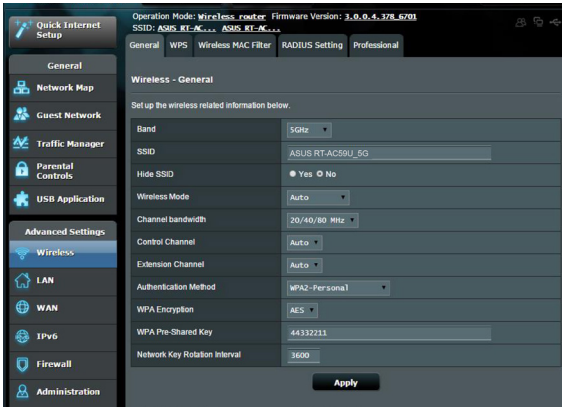 Quick Internet Setup
Operation Mode: Wireless router Firmware Version: 3.0.0.4.378_6701
SSID: ASUS RT-AC... ASUS RT-AC...
General WPS Wireless MAC Filter RADIUS Setting Professional
General
Network Map
Guest Network
Traffic Manager
Parental Controls
USB Application
Advanced Settings
Wireless
LAN
WAN
IPv6
Firewall
Administration
Wireless - General
Set up the wireless related information below.
Band 5GHz
SSID ASUS RT-AC59U_5G
Hide SSID Yes No
Wireless Mode Auto
Channel bandwidth 20/40/80 MHz
Control Channel Auto
Extension Channel Auto
Authentication Method WPA2-Personal
WPA Encryption AES
WPA Pre-Shared Key 44332211
Network Key Rotation Interval 3600
Apply